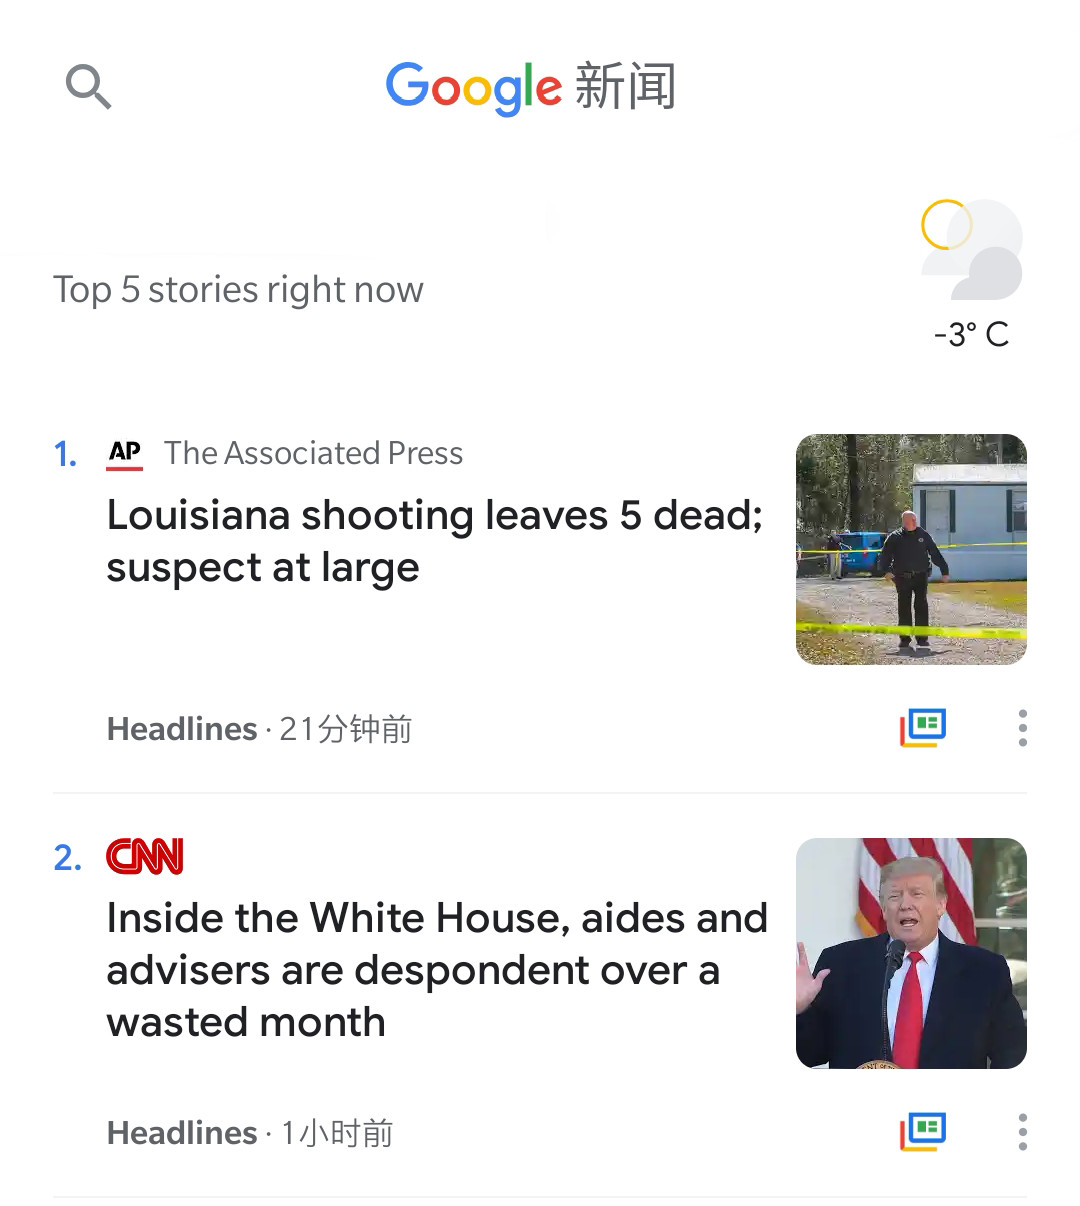 Google 新闻
Top 5 stories right now
-3° C
1. AP The Associated Press
Louisiana shooting leaves 5 dead;
suspect at large
Headlines · 21分钟前
2. CNN
Inside the White House, aides and
advisers are despondent over a
wasted month
Headlines · 1小时前